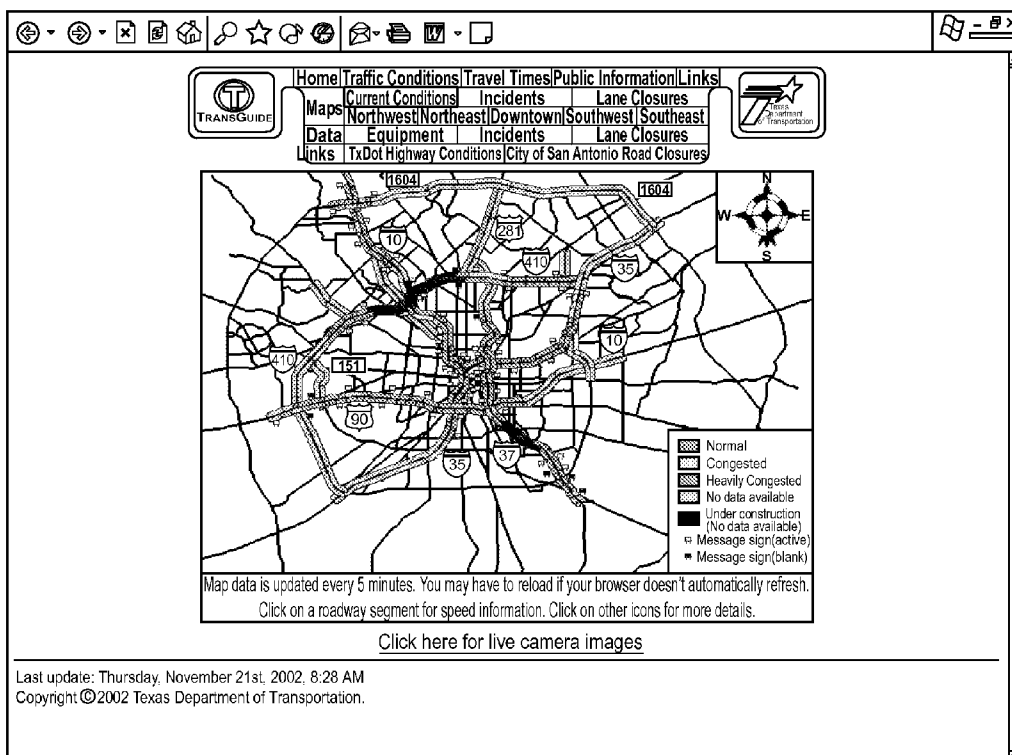 Home Traffic Conditions Travel Times Public Information Links
TRANSGUIDE
Maps
Current Conditions Incidents Lane Closures
Northwest Northeast Downtown Southwest Southeast
Texas
Department
of Transportation
Data Equipment Incidents Lane Closures
Links TxDot Highway Conditions City of San Antonio Road Closures
1604
1604
N
W E
S
281
10
410
35
10
410
151
90
35
37
Normal
Congested
Heavily Congested
No data available
Under construction
(No data available)
Message sign(active)
Message sign(blank)
Map data is updated every 5 minutes. You may have to reload if your browser doesn't automatically refresh.
Click on a roadway segment for speed information. Click on other icons for more details.
Click here for live camera images
Last update: Thursday, November 21st, 2002, 8:28 AM
Copyright ©2002 Texas Department of Transportation.